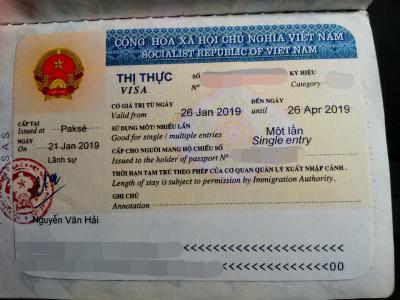 CỘNG HÒA XÃ HỘI CHỦ NGHĨA VIỆT NAM
SOCIALIST REPUBLIC OF VIETNAM
THỊ THỰC SỐ KÝ HIỆU
VISA Nº Category
CÓ GIÁ TRỊ TỪ NGÀY ĐẾN NGÀY
Valid from 26 Jan 2019 until 26 Apr 2019
CẤP TẠI
Issued at Paksé
SỬ DỤNG MỘT/ NHIỀU LẦN Một lần
Good for single / multiple entries Single entry
NGÀY
On 21 Jan 2019
CẤP CHO NGƯỜI MANG HỘ CHIẾU SỐ
Issued to the holder of passport Nº
Lãnh sự
THỜI HẠN TẠM TRÚ THEO PHÉP CỦA CƠ QUAN QUẢN LÝ XUẤT NHẬP CẢNH.
Length of stay is subject to permission by Immigration Authority.
GHI CHÚ
Annotation
Nguyễn Văn Hải
<<<<<<<<<<<<<<<<<
<<<<<<<<<<<<<<00